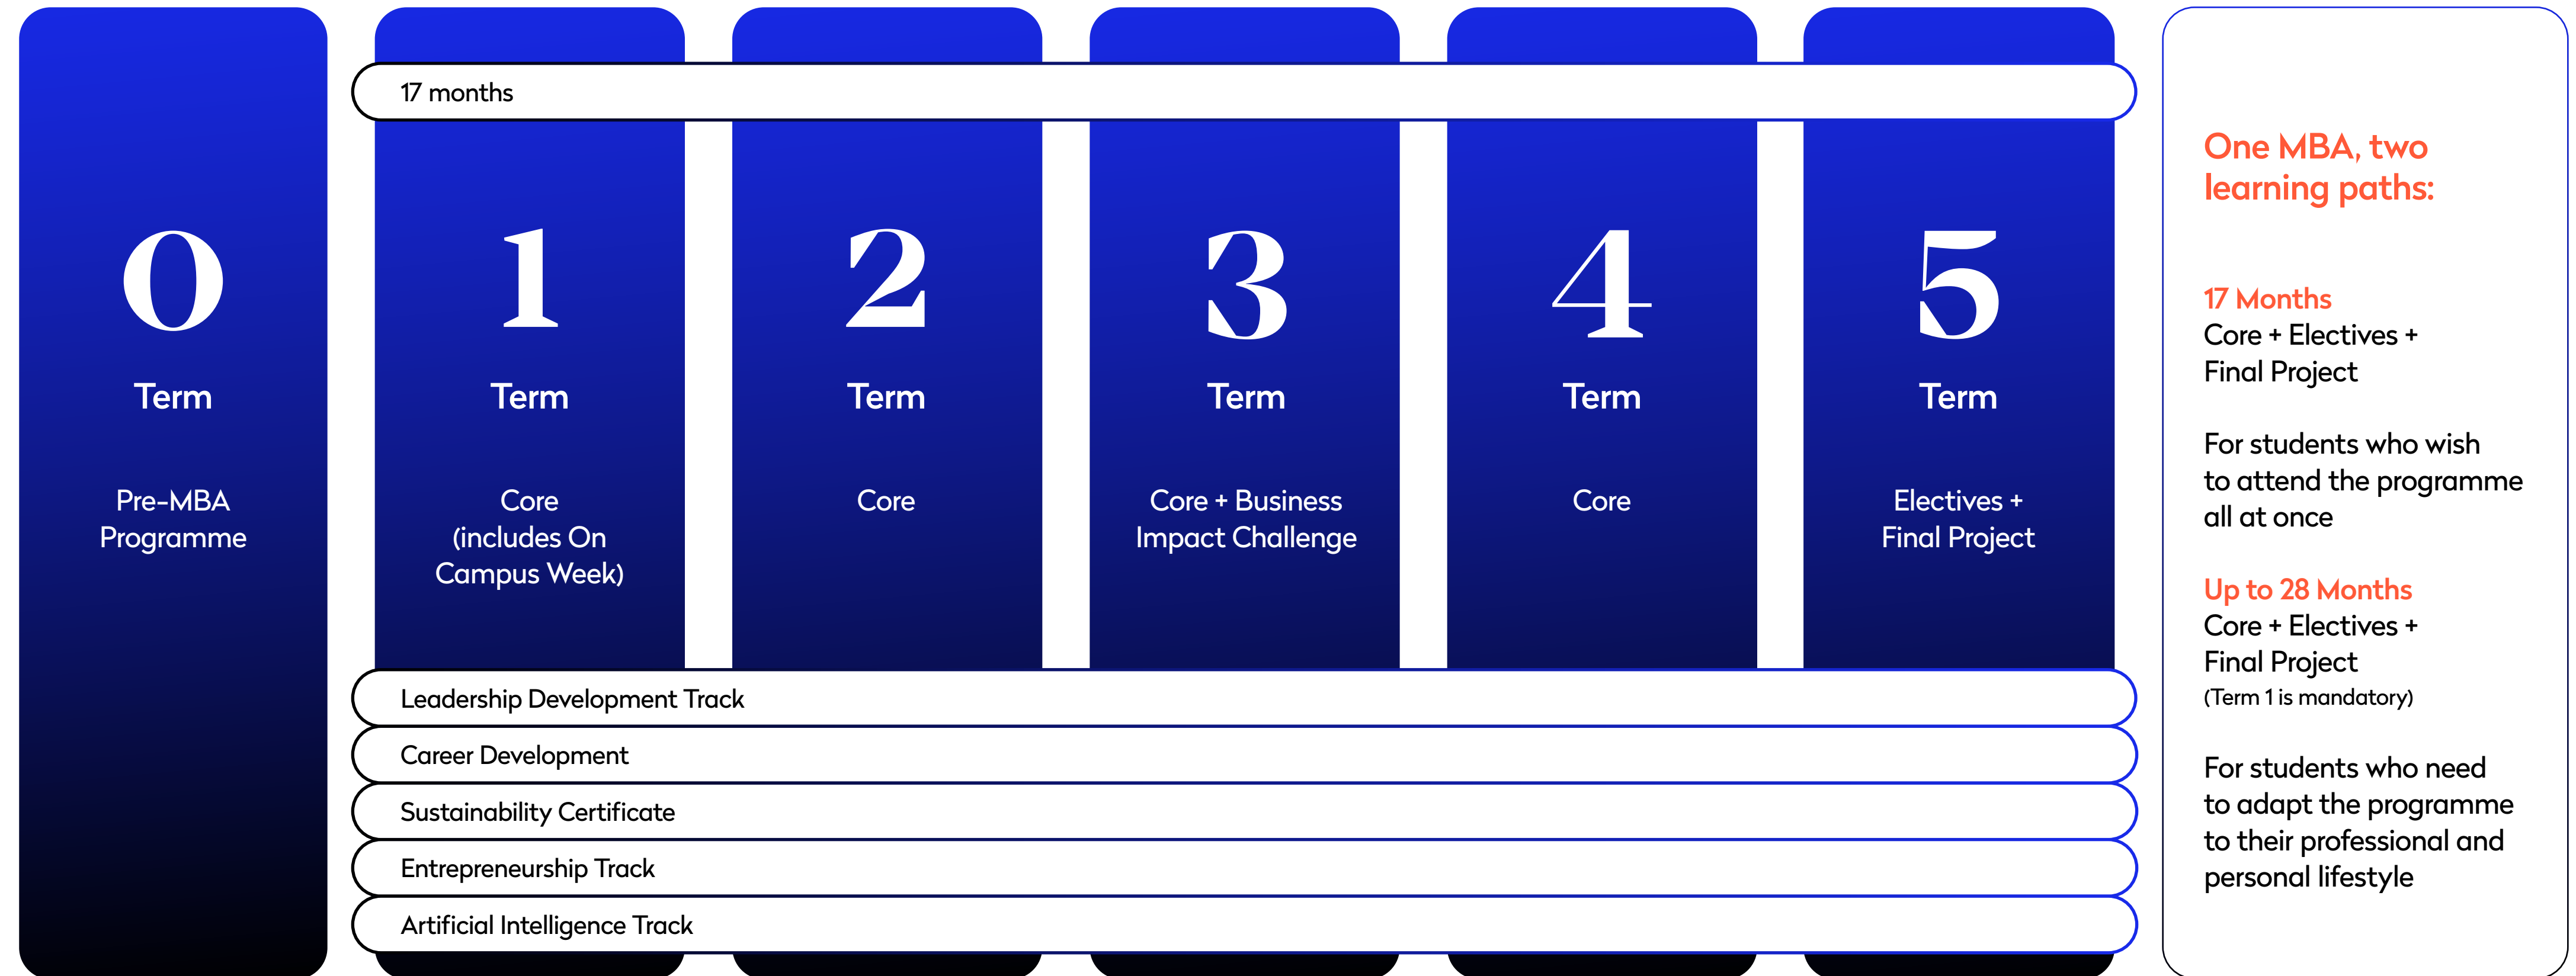 17 months
0
Term
Pre-MBA
Programme
1
Term
Core
(includes On
Campus Week)
2
Term
Core
3
Term
Core + Business
Impact Challenge
4
Term
Core
5
Term
Electives +
Final Project
Leadership Development Track
Career Development
Sustainability Certificate
Entrepreneurship Track
Artificial Intelligence Track
One MBA, two
learning paths:
17 Months
Core + Electives +
Final Project
For students who wish
to attend the programme
all at once
Up to 28 Months
Core + Electives +
Final Project
(Term 1 is mandatory)
For students who need
to adapt the programme
to their professional and
personal lifestyle